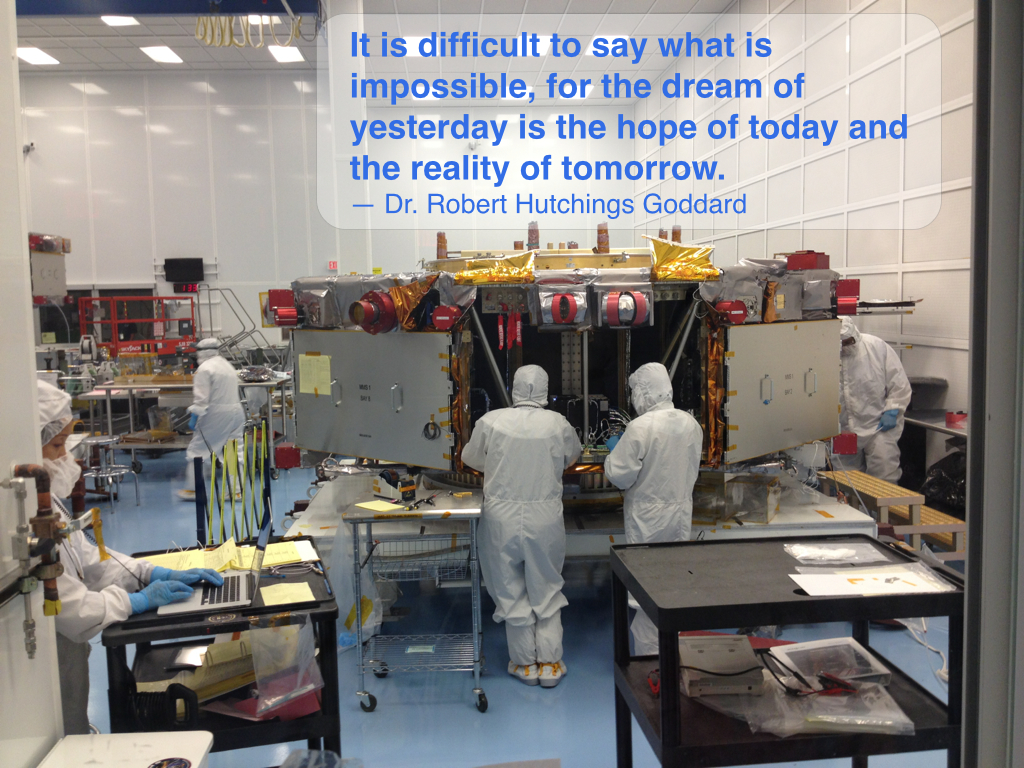 It is difficult to say what is
impossible, for the dream of
yesterday is the hope of today and
the reality of tomorrow.
— Dr. Robert Hutchings Goddard